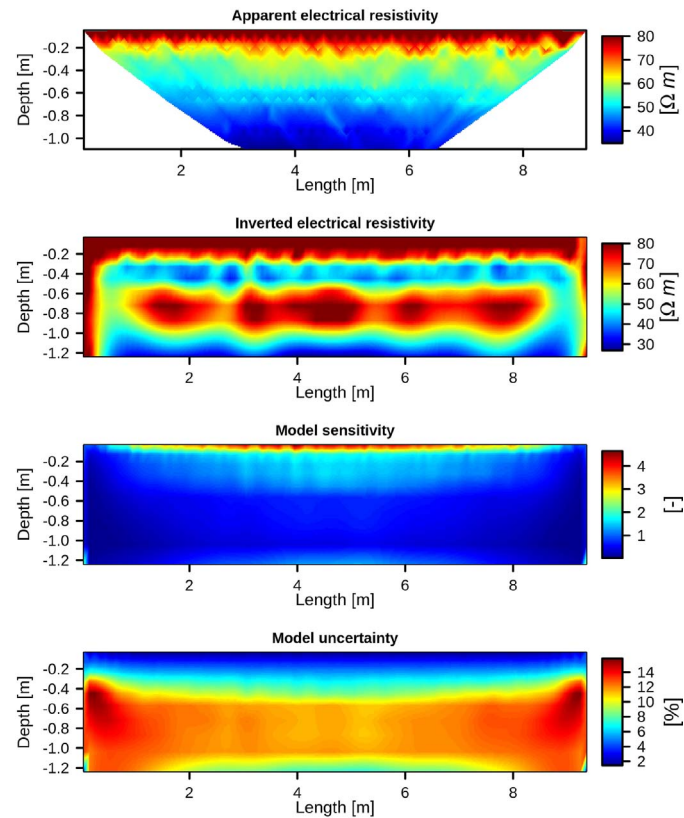 Apparent electrical resistivity
Depth [m]
-0.2
-0.4
-0.6
-0.8
-1.0
2 4 6 8
Length [m]
80
70
60
50
40
[Ω m]
Inverted electrical resistivity
Depth [m]
-0.2
-0.4
-0.6
-0.8
-1.0
-1.2
2 4 6 8
Length [m]
80
70
60
50
40
30
[Ω m]
Model sensitivity
Depth [m]
-0.2
-0.4
-0.6
-0.8
-1.0
-1.2
2 4 6 8
Length [m]
4
3
2
1
[-]
Model uncertainty
Depth [m]
-0.2
-0.4
-0.6
-0.8
-1.0
-1.2
2 4 6 8
Length [m]
14
12
10
8
6
4
2
[%]